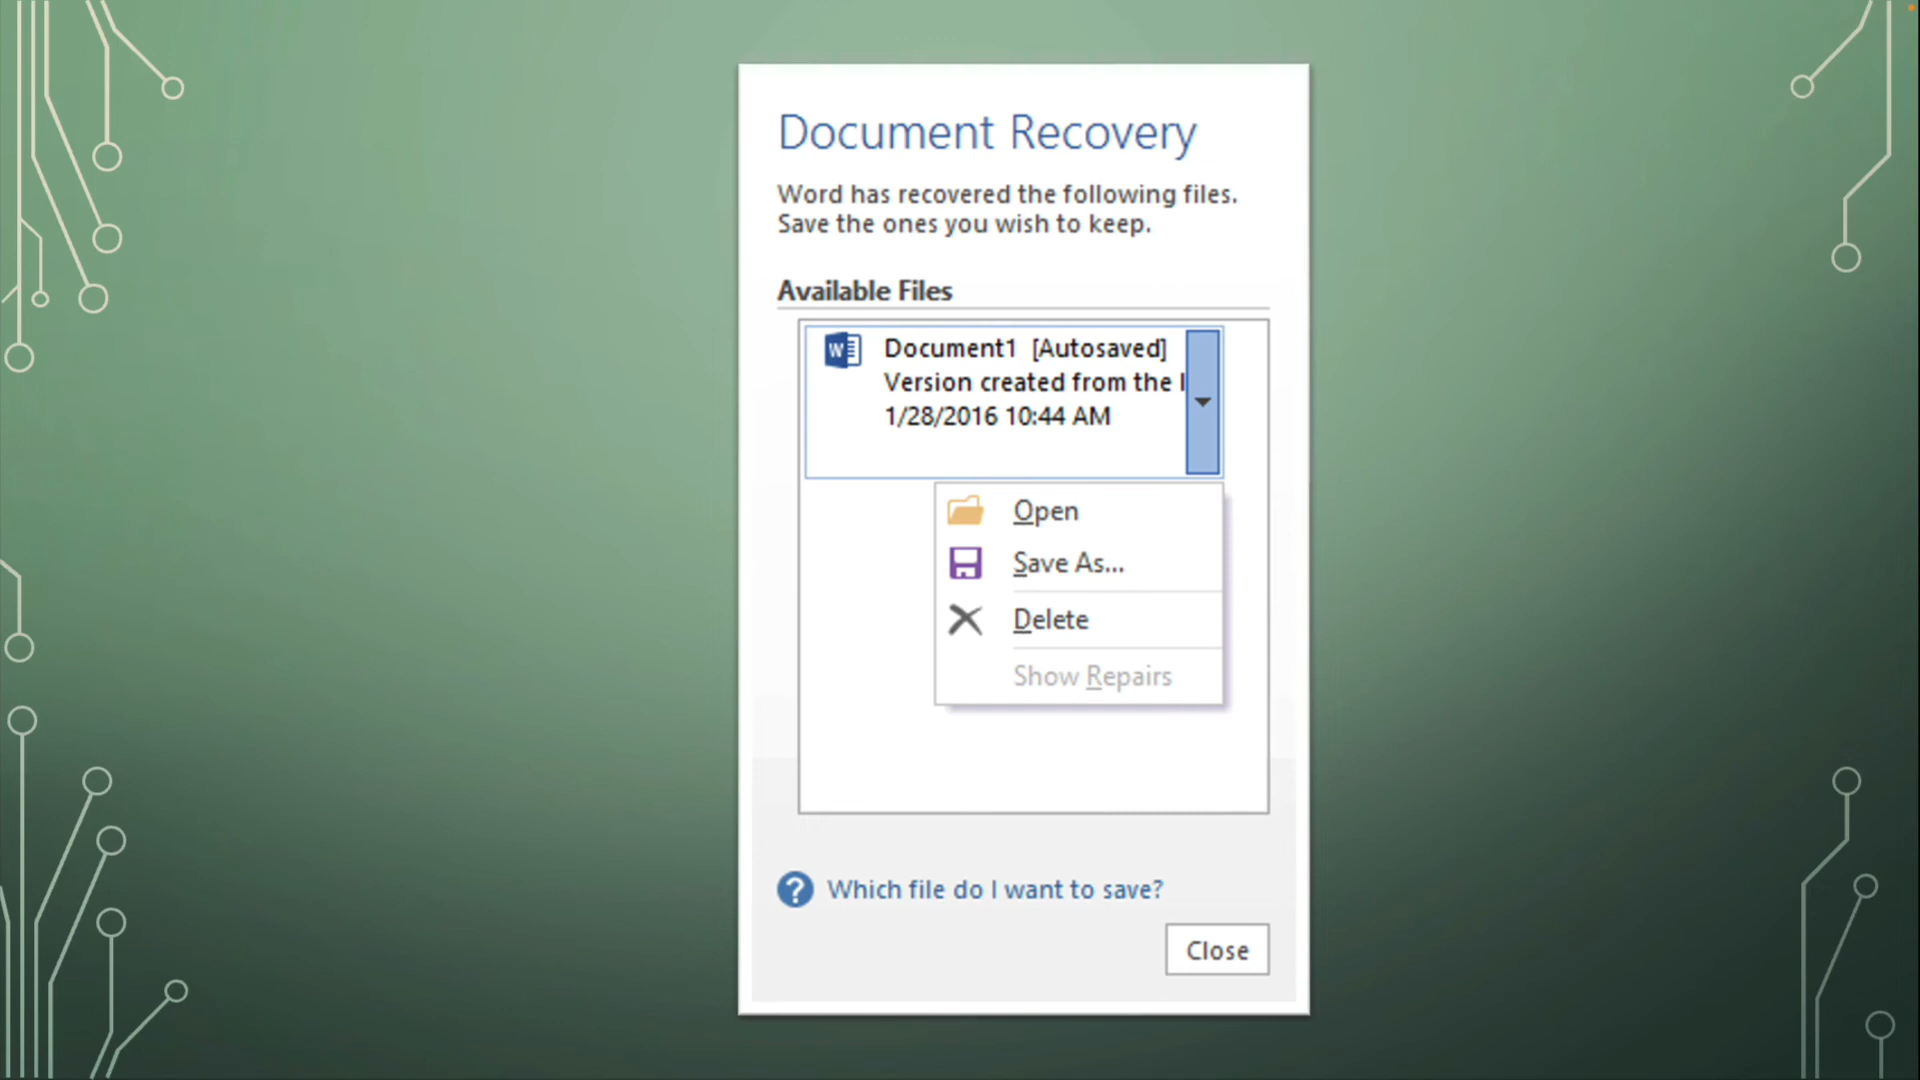 Document Recovery
Word has recovered the following files.
Save the ones you wish to keep.
Available Files
Document1 [Autosaved]
Version created from the
1/28/2016 10:44 AM
Open
Save As...
Delete
Show Repairs
Which file do I want to save?
Close